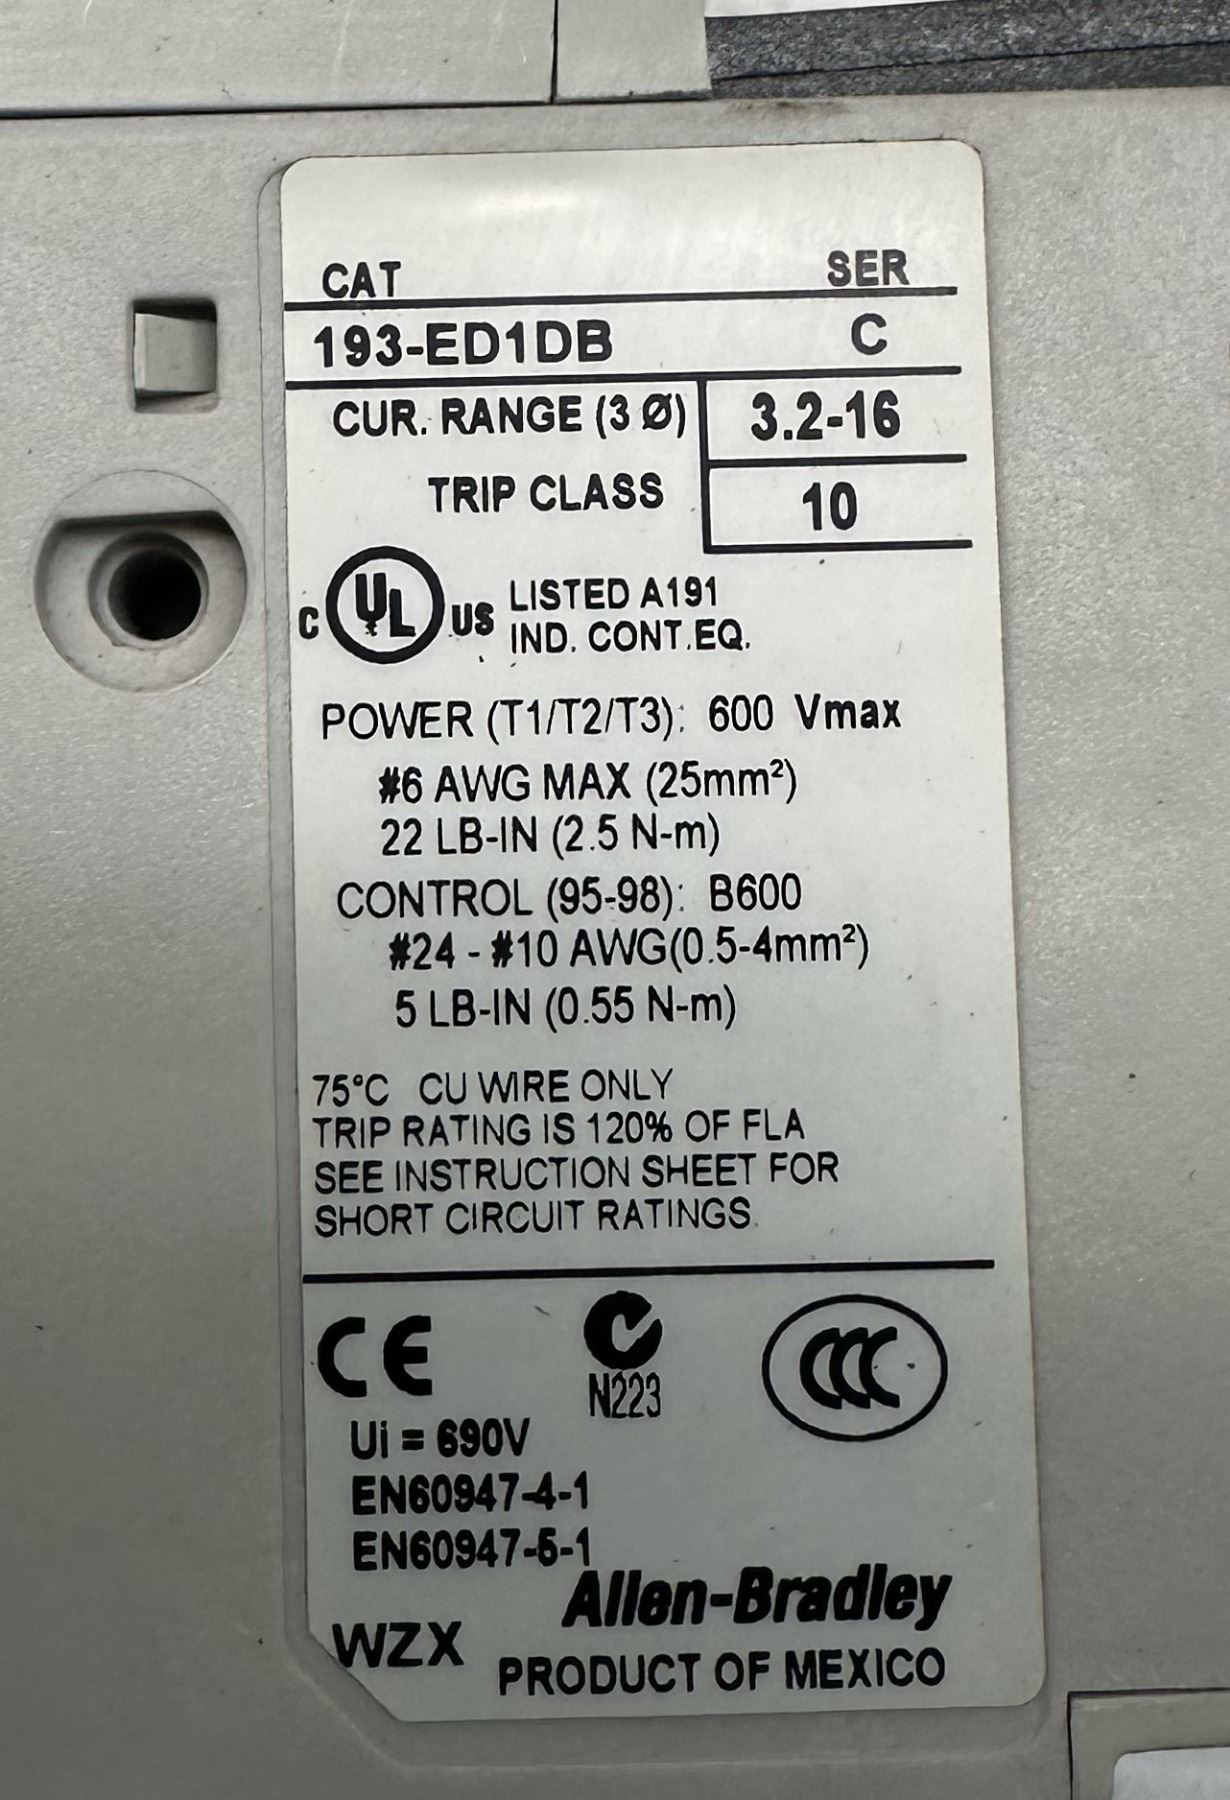 CAT SER
193-ED1DB C
CUR. RANGE (3 Ø) 3.2-16
TRIP CLASS 10
C UL US LISTED A191
IND. CONT.EQ.
POWER (T1/T2/T3): 600 Vmax
#6 AWG MAX (25mm²)
22 LB-IN (2.5 N-m)
CONTROL (95-98): B600
#24 - #10 AWG(0.5-4mm²)
5 LB-IN (0.55 N-m)
75°C CU WIRE ONLY
TRIP RATING IS 120% OF FLA
SEE INSTRUCTION SHEET FOR
SHORT CIRCUIT RATINGS.
CE N223 CCC
Ui = 690V
EN60947-4-1
EN60947-5-1
Allen-Bradley
WZX PRODUCT OF MEXICO